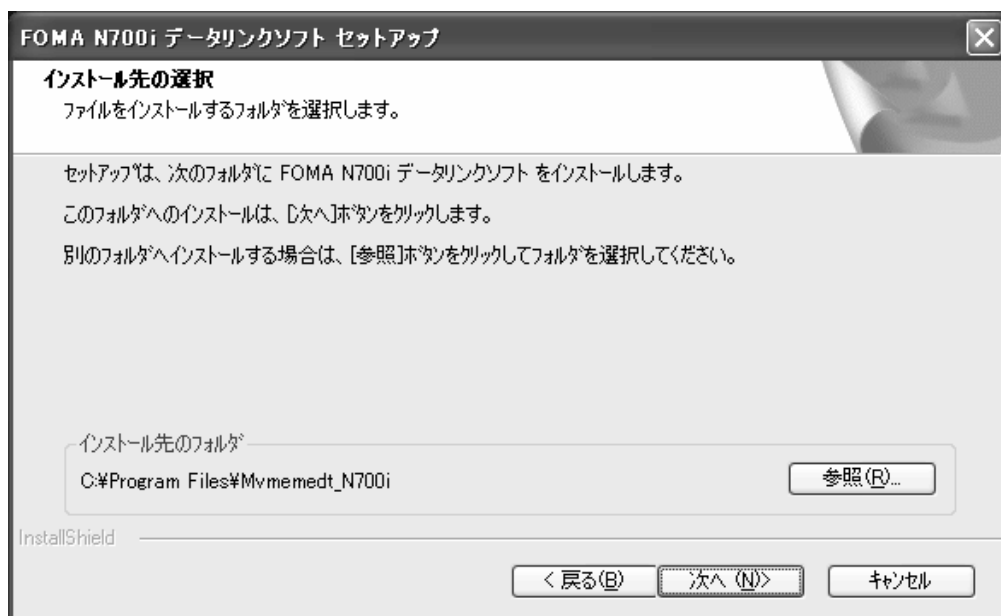 FOMA N700i データリンクソフト セットアップ
インストール先の選択
ファイルをインストールするフォルダを選択します。
セットアップは、次のフォルダに FOMA N700i データリンクソフト をインストールします。
このフォルダへのインストールは、[次へ]ボタンをクリックします。
別のフォルダへインストールする場合は、[参照]ボタンをクリックしてフォルダを選択してください。
インストール先のフォルダ
C:¥Program Files¥Mvmemedt_N700i
参照(R)...
InstallShield
< 戻る(B)
次へ (N)>
キャンセル